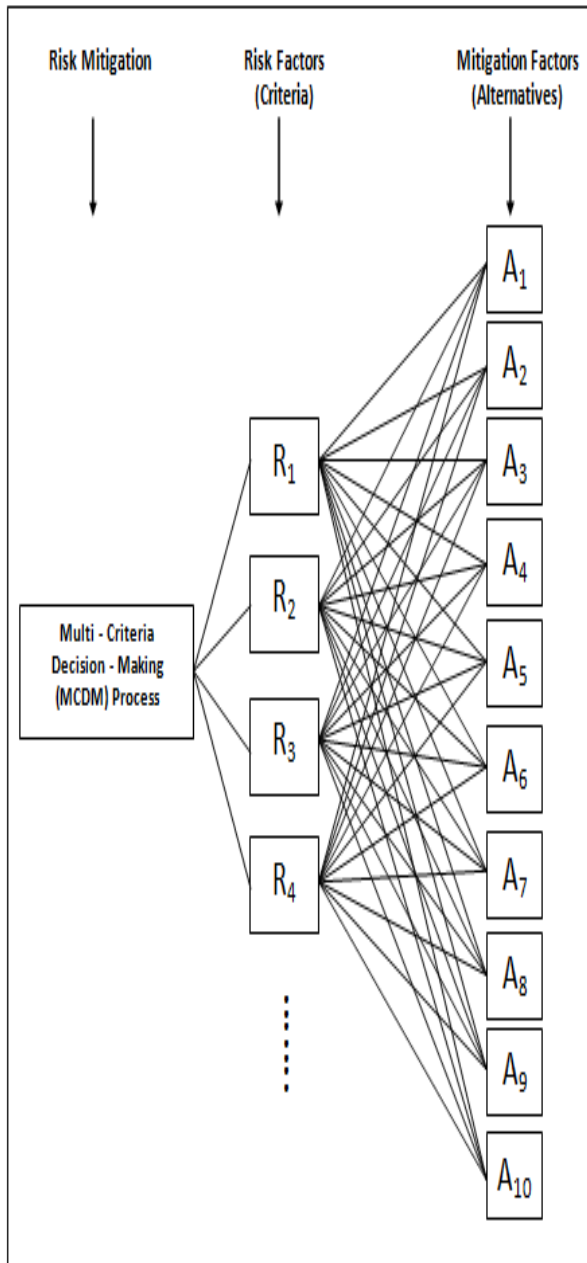 Risk Mitigation
Risk Factors
(Criteria)
Mitigation Factors
(Alternatives)
A1
A2
A3
A4
A5
A6
A7
A8
A9
A10
R1
R2
R3
R4
Multi - Criteria
Decision - Making
(MCDM) Process